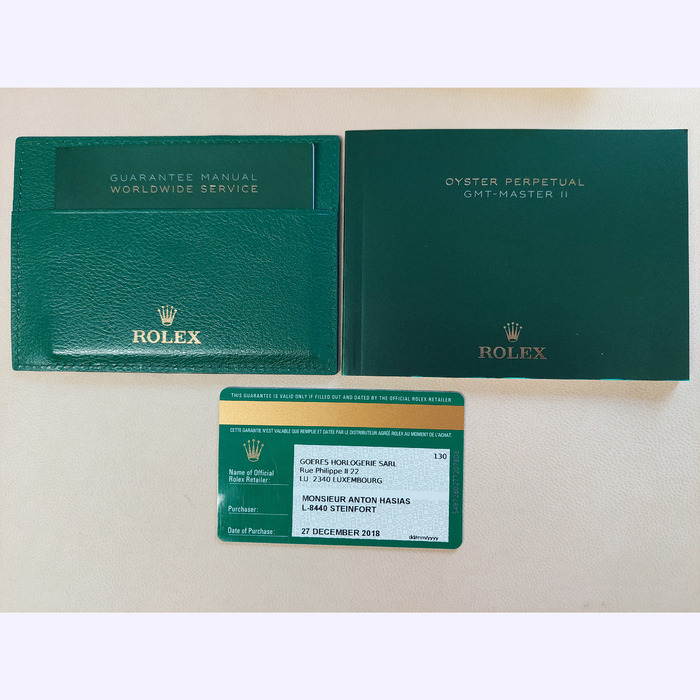 GUARANTEE MANUAL
WORLDWIDE SERVICE
ROLEX
OYSTER PERPETUAL
GMT-MASTER II
ROLEX
THIS GUARANTEE IS VALID ONLY IF FILLED OUT AND DATED BY THE OFFICIAL ROLEX RETAILER.
CETTE GARANTIE N'EST VALABLE QUE REMPLIE ET DATÉE PAR LE DISTRIBUTEUR AGRÉÉ ROLEX AU MOMENT DE L'ACHAT.
130
Name of Official
Rolex Retailer:
GOERES HORLOGERIE SARL
Rue Philippe II 22
LU 2340 LUXEMBOURG
Purchaser:
MONSIEUR ANTON HASIAS
L-8440 STEINFORT
Date of Purchase:
27 DECEMBER 2018
dd/mm/yyyy